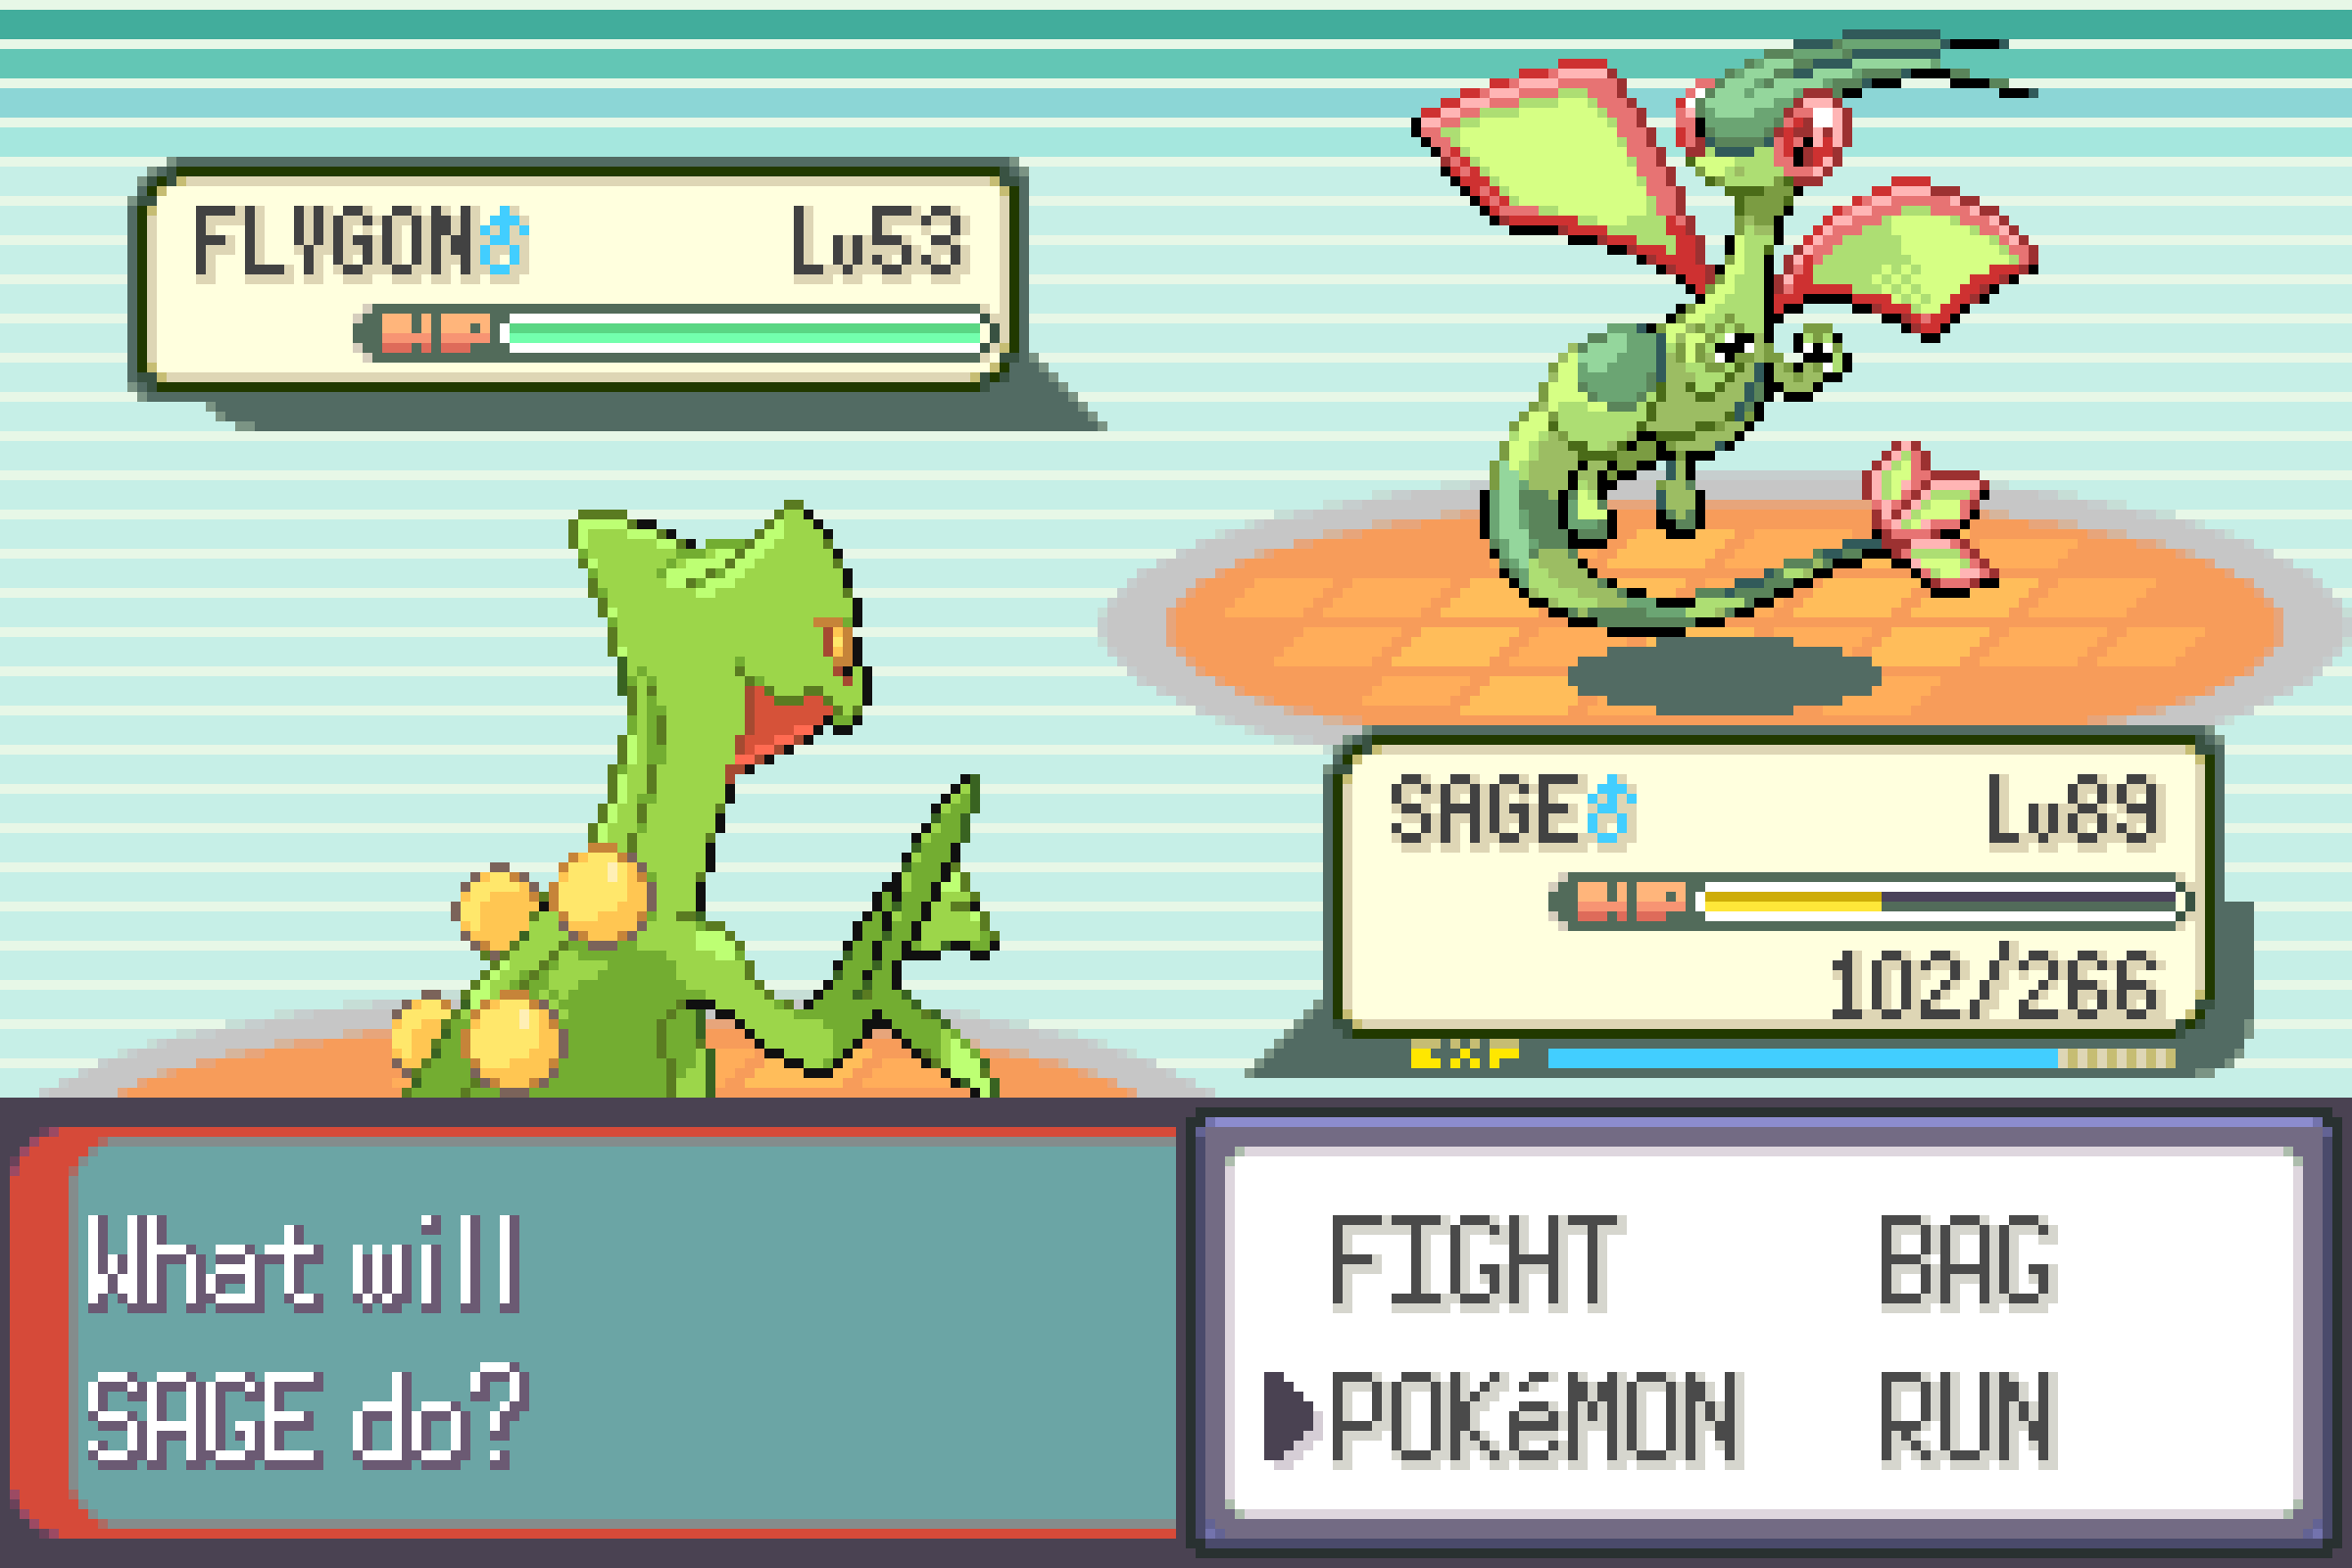 FLYGON♂ Lv53
HP
SAGE♂ Lv89
HP
102/266
EXP
What will
SAGE do?
FIGHT BAG
POKéMON RUN